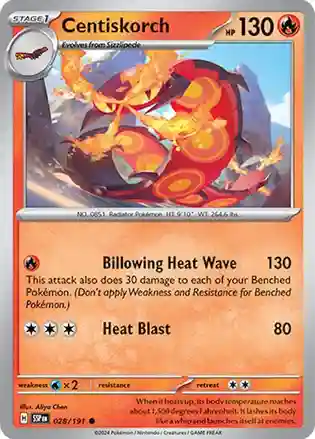 STAGE 1
Centiskorch
HP 130
Evolves from Sizzlipede
NO. 0851 Radiator Pokémon HT: 9'10" WT: 264.6 lbs.
Billowing Heat Wave 130
This attack also does 30 damage to each of your Benched
Pokémon. (Don't apply Weakness and Resistance for Benched
Pokémon.)
Heat Blast 80
weakness ×2 resistance retreat
Illus. Aliya Chen
H SSP EN 028/191
When it heats up, its body temperature reaches
about 1,500 degrees Fahrenheit. It lashes its
body like a whip and launches itself at enemies.
©2024 Pokémon / Nintendo / Creatures / GAME FREAK